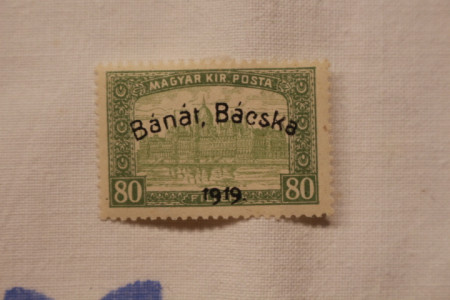 MAGYAR KIR. POSTA
Bánát, Bácska
80 80
1919.